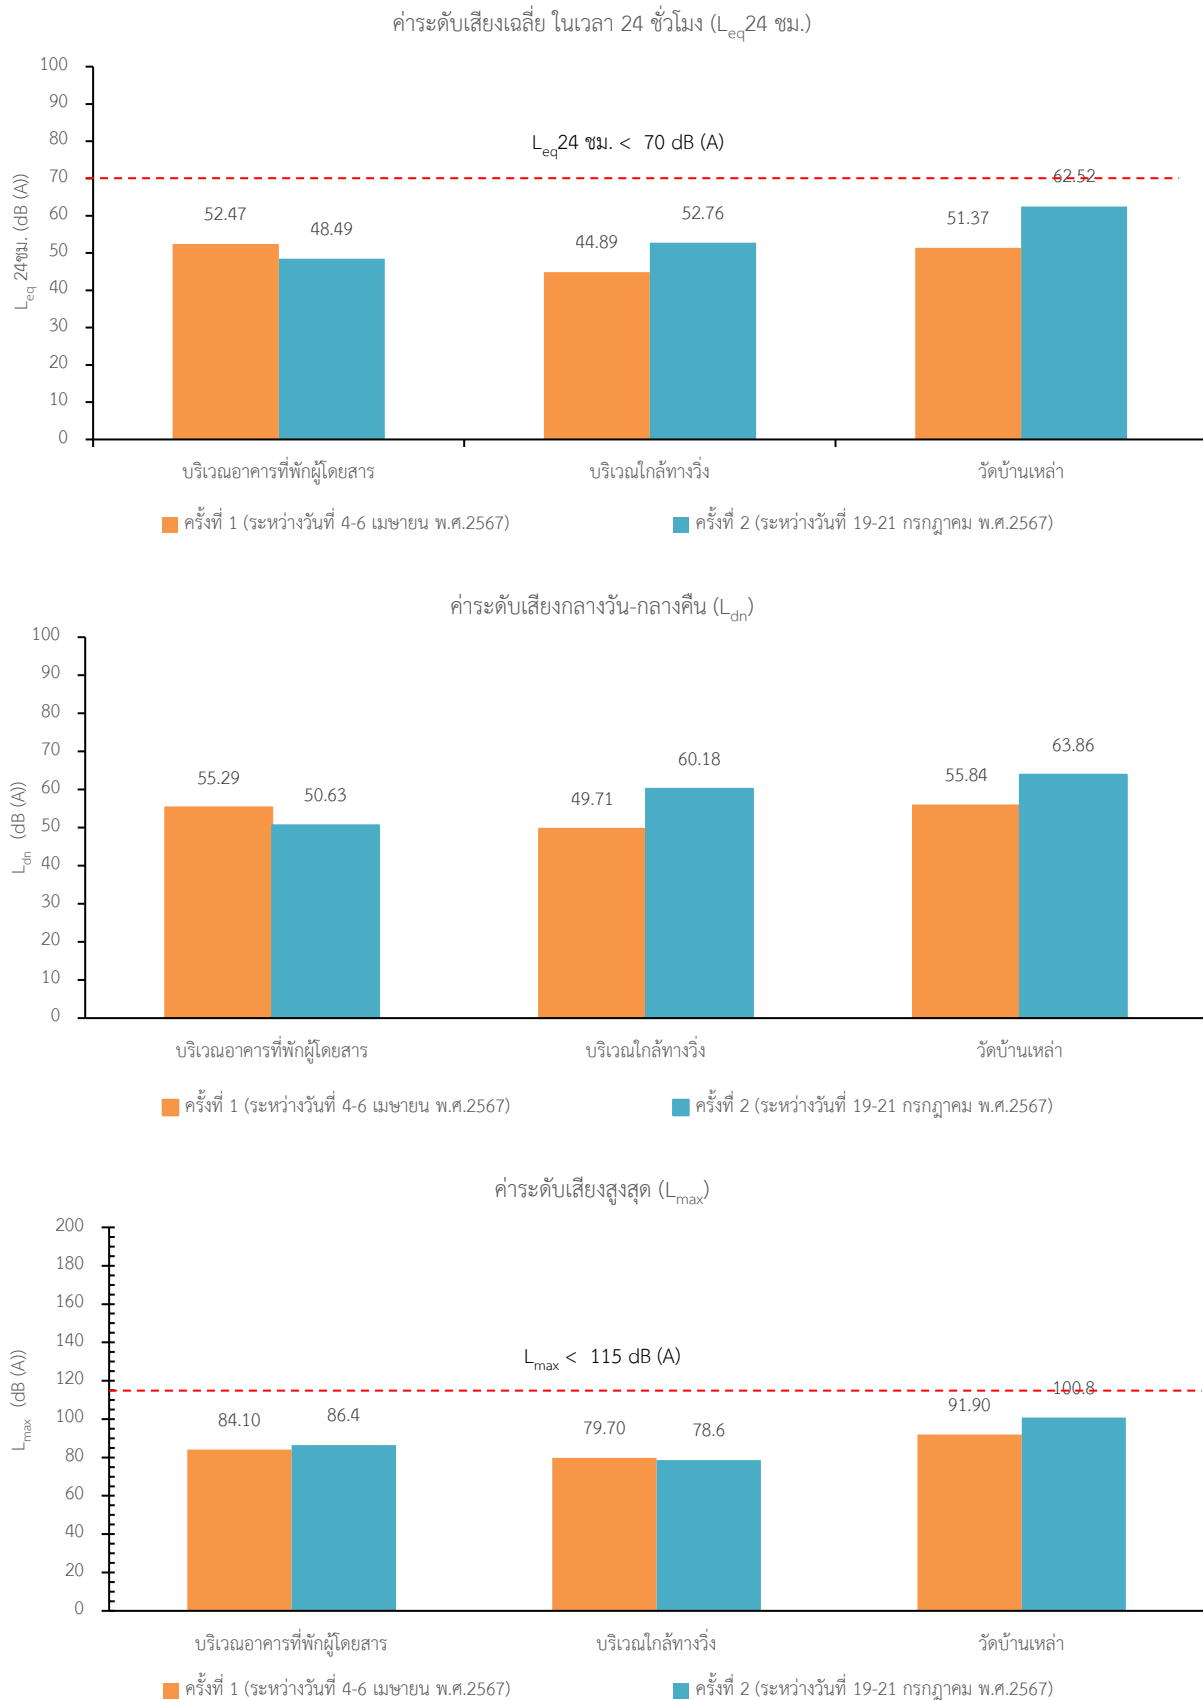 ค่าระดับเสียงเฉลี่ย ในเวลา 24 ชั่วโมง (Leq24 ชม.)
100
90
80
70
60
50
40
30
20
10
0
Leq 24ชม. (dB (A))
Leq24 ชม. < 70 dB (A)
52.47
48.49
44.89
52.76
51.37
62.52
บริเวณอาคารที่พักผู้โดยสาร
บริเวณใกล้ทางวิ่ง
วัดบ้านเหล่า
ครั้งที่ 1 (ระหว่างวันที่ 4-6 เมษายน พ.ศ.2567)
ครั้งที่ 2 (ระหว่างวันที่ 19-21 กรกฎาคม พ.ศ.2567)
ค่าระดับเสียงกลางวัน-กลางคืน (Ldn)
100
90
80
70
60
50
40
30
20
10
0
Ldn (dB (A))
55.29
50.63
49.71
60.18
55.84
63.86
บริเวณอาคารที่พักผู้โดยสาร
บริเวณใกล้ทางวิ่ง
วัดบ้านเหล่า
ครั้งที่ 1 (ระหว่างวันที่ 4-6 เมษายน พ.ศ.2567)
ครั้งที่ 2 (ระหว่างวันที่ 19-21 กรกฎาคม พ.ศ.2567)
ค่าระดับเสียงสูงสุด (Lmax)
200
180
160
140
120
100
80
60
40
20
0
Lmax (dB (A))
Lmax < 115 dB (A)
84.10
86.4
79.70
78.6
91.90
100.8
บริเวณอาคารที่พักผู้โดยสาร
บริเวณใกล้ทางวิ่ง
วัดบ้านเหล่า
ครั้งที่ 1 (ระหว่างวันที่ 4-6 เมษายน พ.ศ.2567)
ครั้งที่ 2 (ระหว่างวันที่ 19-21 กรกฎาคม พ.ศ.2567)